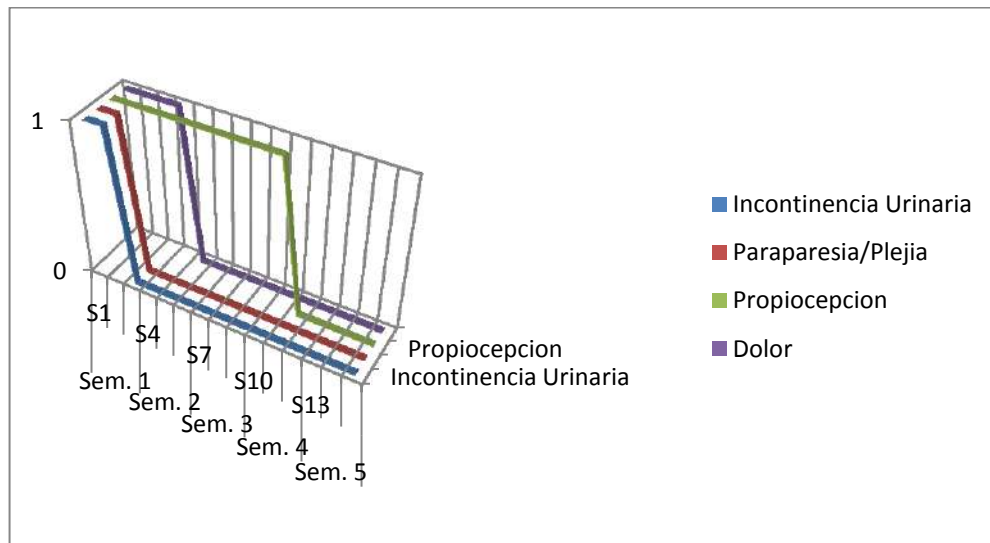 1
0
S1
S4
S7
S10
S13
Sem. 1
Sem. 2
Sem. 3
Sem. 4
Sem. 5
Propiocepcion
Incontinencia Urinaria
Incontinencia Urinaria
Paraparesia/Plejia
Propiocepcion
Dolor